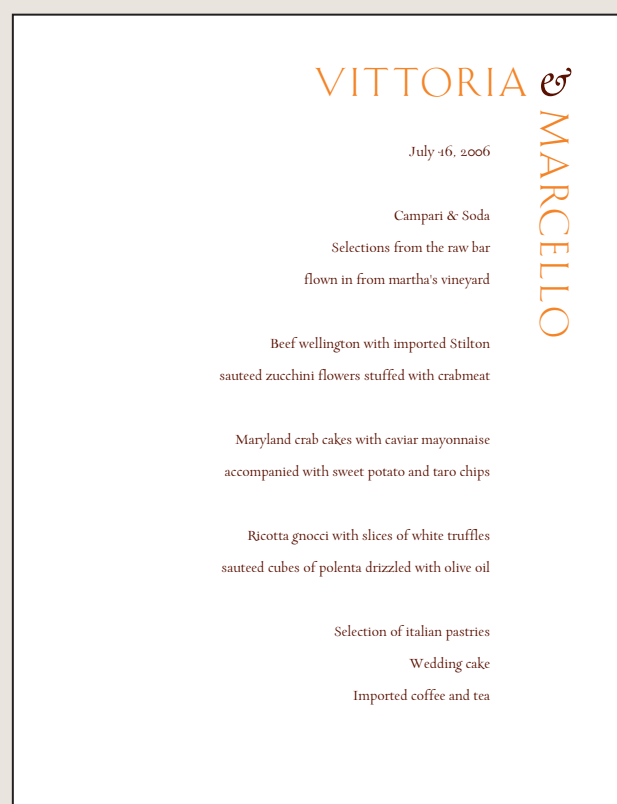 VITTORIA &
MARCELLO
July 16, 2006
Campari & Soda
Selections from the raw bar
flown in from martha's vineyard
Beef wellington with imported Stilton
sauteed zucchini flowers stuffed with crabmeat
Maryland crab cakes with caviar mayonnaise
accompanied with sweet potato and taro chips
Ricotta gnocci with slices of white truffles
sauteed cubes of polenta drizzled with olive oil
Selection of italian pastries
Wedding cake
Imported coffee and tea